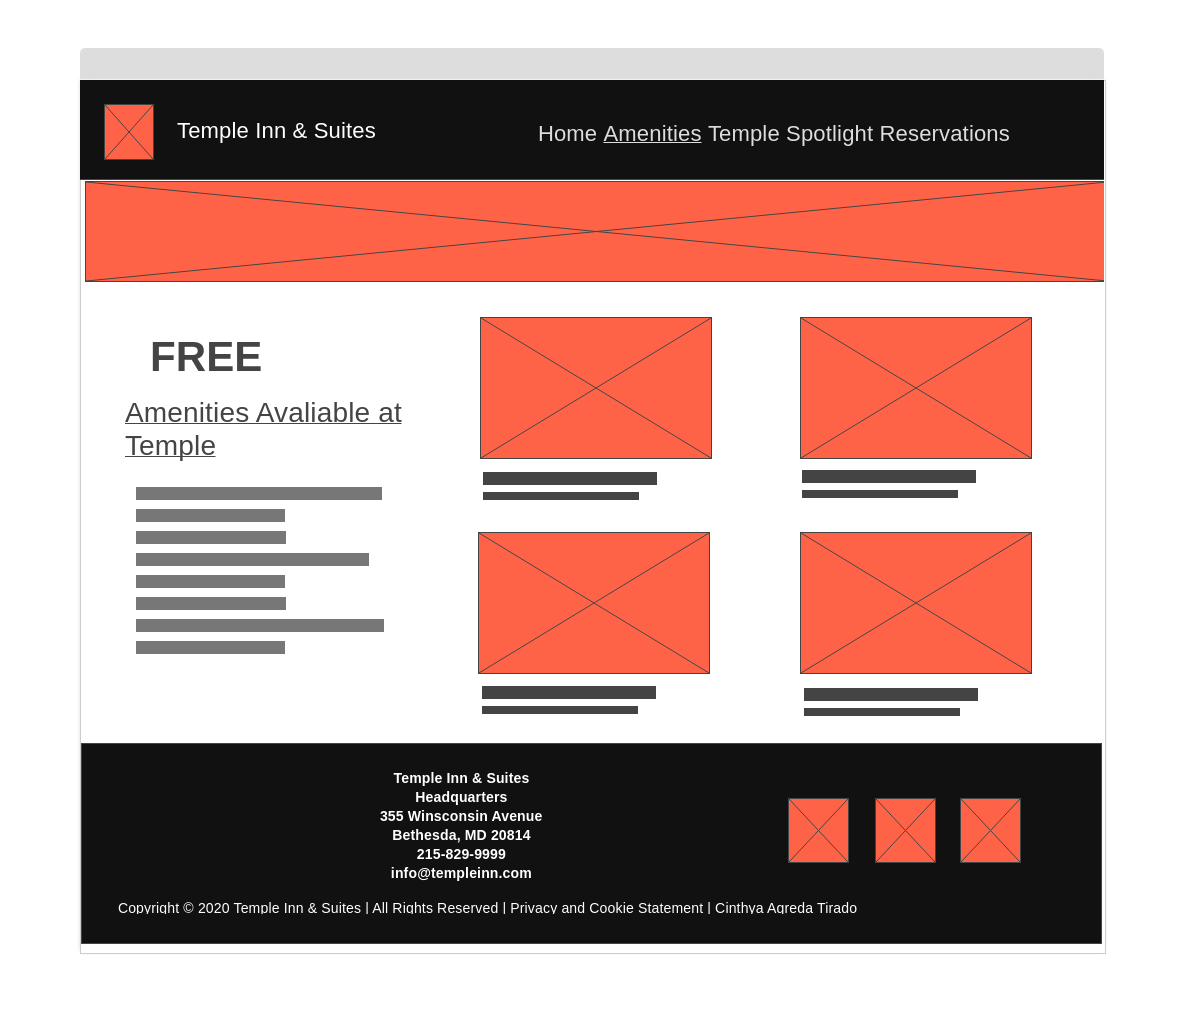 Temple Inn & Suites
Home Amenities Temple Spotlight Reservations
FREE
Amenities Avaliable at
Temple
Temple Inn & Suites
Headquarters
355 Winsconsin Avenue
Bethesda, MD 20814
215-829-9999
info@templeinn.com
Copyright © 2020 Temple Inn & Suites | All Rights Reserved | Privacy and Cookie Statement | Cinthya Agreda Tirado